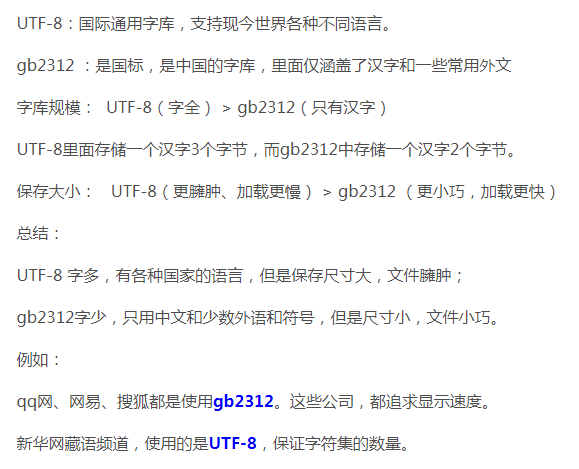 UTF-8：国际通用字库，支持现今世界各种不同语言。
gb2312 ：是国标，是中国的字库，里面仅涵盖了汉字和一些常用外文
字库规模： UTF-8（字全） > gb2312（只有汉字）
UTF-8里面存储一个汉字3个字节，而gb2312中存储一个汉字2个字节。
保存大小： UTF-8（更臃肿、加载更慢） > gb2312 （更小巧，加载更快）
总结：
UTF-8 字多，有各种国家的语言，但是保存尺寸大，文件臃肿；
gb2312字少，只用中文和少数外语和符号，但是尺寸小，文件小巧。
例如：
qq网、网易、搜狐都是使用gb2312。这些公司，都追求显示速度。
新华网藏语频道，使用的是UTF-8，保证字符集的数量。